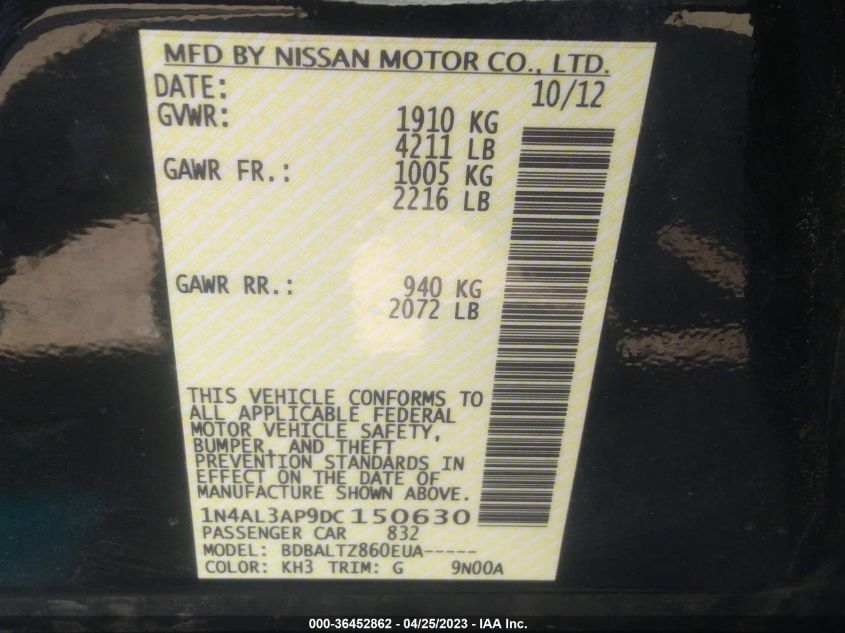 MFD BY NISSAN MOTOR CO., LTD.
DATE: 10/12
GVWR: 1910 KG
4211 LB
GAWR FR.: 1005 KG
2216 LB
GAWR RR.: 940 KG
2072 LB
THIS VEHICLE CONFORMS TO
ALL APPLICABLE FEDERAL
MOTOR VEHICLE SAFETY,
BUMPER, AND THEFT
PREVENTION STANDARDS IN
EFFECT ON THE DATE OF
MANUFACTURE SHOWN ABOVE.
1N4AL3AP9DC150630
PASSENGER CAR 832
MODEL: BDBALTZ860EUA-----
COLOR: KH3 TRIM: G 9N00A
000-36452862 - 04/25/2023 - IAA Inc.